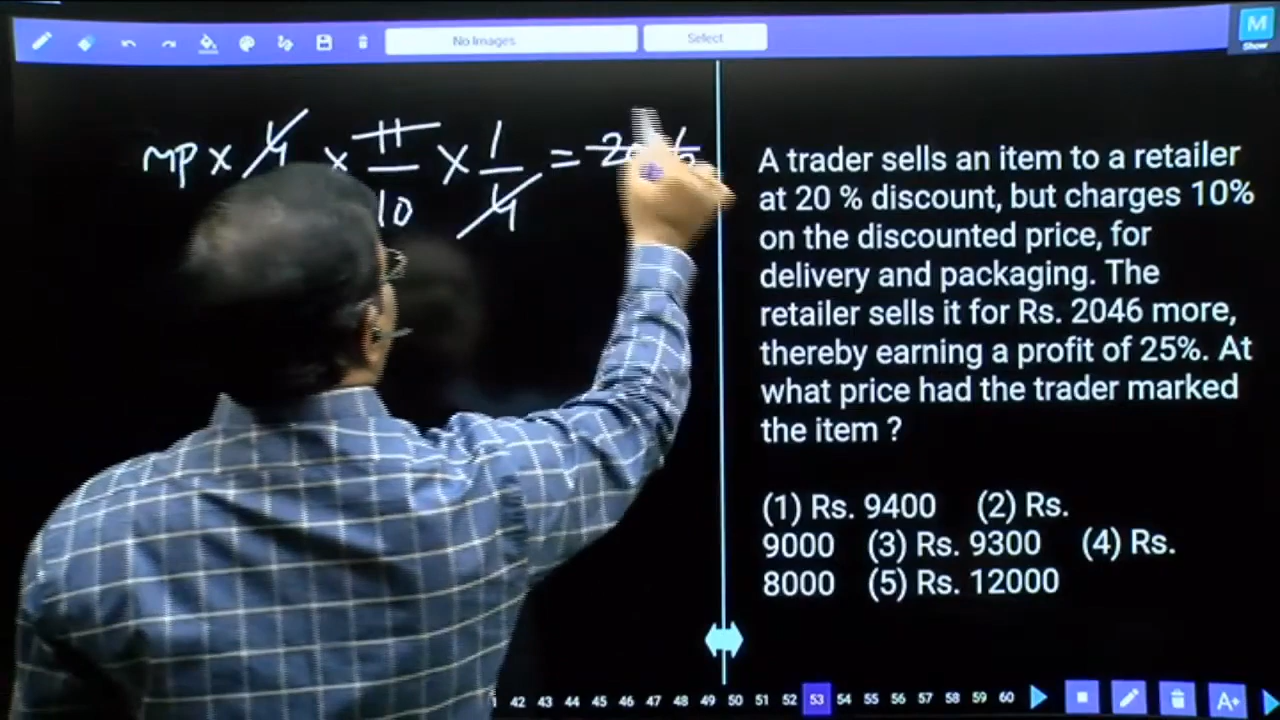 No Images
Select
M
Show
MP × 4 × 11/10 × 1/4 =
A trader sells an item to a retailer
at 20 % discount, but charges 10%
on the discounted price, for
delivery and packaging. The
retailer sells it for Rs. 2046 more,
thereby earning a profit of 25%. At
what price had the trader marked
the item ?
(1) Rs. 9400 (2) Rs.
9000 (3) Rs. 9300 (4) Rs.
8000 (5) Rs. 12000
42 43 44 45 46 47 48 49 50 51 52 53 54 55 56 57 58 59 60
A+